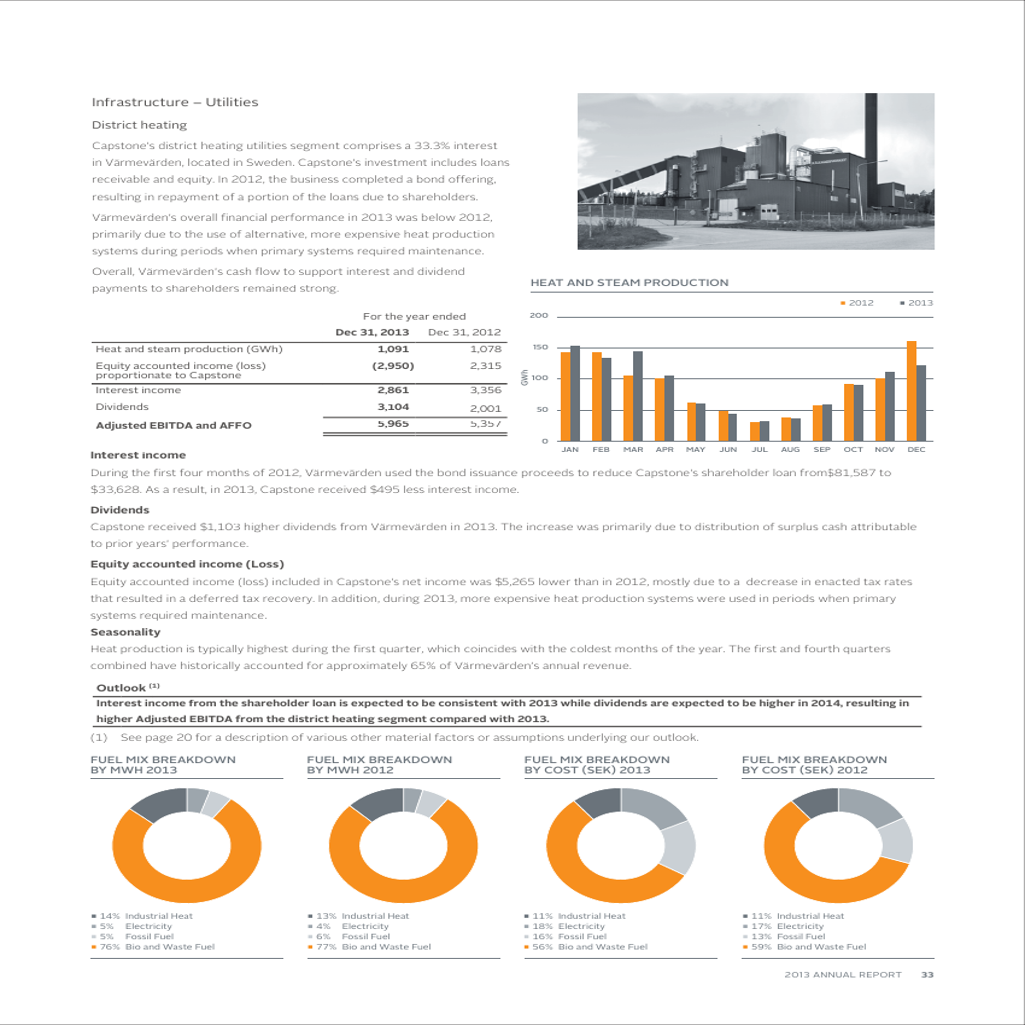 Infrastructure – Utilities
District heating
Capstone's district heating utilities segment comprises a 33.3% interest
in Värmevärden, located in Sweden. Capstone's investment includes loans
receivable and equity. In 2012, the business completed a bond offering,
resulting in repayment of a portion of the loans due to shareholders.
Värmevärden's overall financial performance in 2013 was below 2012,
primarily due to the use of alternative, more expensive heat production
systems during periods when primary systems required maintenance.
Overall, Värmevärden's cash flow to support interest and dividend
payments to shareholders remained strong.
For the year ended
Dec 31, 2013 Dec 31, 2012
Heat and steam production (GWh) 1,091 1,078
Equity accounted income (loss) (2,950) 2,315
proportionate to Capstone
Interest income 2,861 3,356
Dividends 3,104 2,001
Adjusted EBITDA and AFFO 5,965 5,357
HEAT AND STEAM PRODUCTION
2012 2013
200
150
100
50
0
GWh
JAN FEB MAR APR MAY JUN JUL AUG SEP OCT NOV DEC
Interest income
During the first four months of 2012, Värmevärden used the bond issuance proceeds to reduce Capstone's shareholder loan from$81,587 to
$33,628. As a result, in 2013, Capstone received $495 less interest income.
Dividends
Capstone received $1,103 higher dividends from Värmevärden in 2013. The increase was primarily due to distribution of surplus cash attributable
to prior years' performance.
Equity accounted income (Loss)
Equity accounted income (loss) included in Capstone's net income was $5,265 lower than in 2012, mostly due to a decrease in enacted tax rates
that resulted in a deferred tax recovery. In addition, during 2013, more expensive heat production systems were used in periods when primary
systems required maintenance.
Seasonality
Heat production is typically highest during the first quarter, which coincides with the coldest months of the year. The first and fourth quarters
combined have historically accounted for approximately 65% of Värmevärden's annual revenue.
Outlook (1)
Interest income from the shareholder loan is expected to be consistent with 2013 while dividends are expected to be higher in 2014, resulting in
higher Adjusted EBITDA from the district heating segment compared with 2013.
(1) See page 20 for a description of various other material factors or assumptions underlying our outlook.
FUEL MIX BREAKDOWN
BY MWH 2013
14% Industrial Heat
5% Electricity
5% Fossil Fuel
76% Bio and Waste Fuel
FUEL MIX BREAKDOWN
BY MWH 2012
13% Industrial Heat
4% Electricity
6% Fossil Fuel
77% Bio and Waste Fuel
FUEL MIX BREAKDOWN
BY COST (SEK) 2013
11% Industrial Heat
18% Electricity
16% Fossil Fuel
56% Bio and Waste Fuel
FUEL MIX BREAKDOWN
BY COST (SEK) 2012
11% Industrial Heat
17% Electricity
13% Fossil Fuel
59% Bio and Waste Fuel
2013 ANNUAL REPORT 33